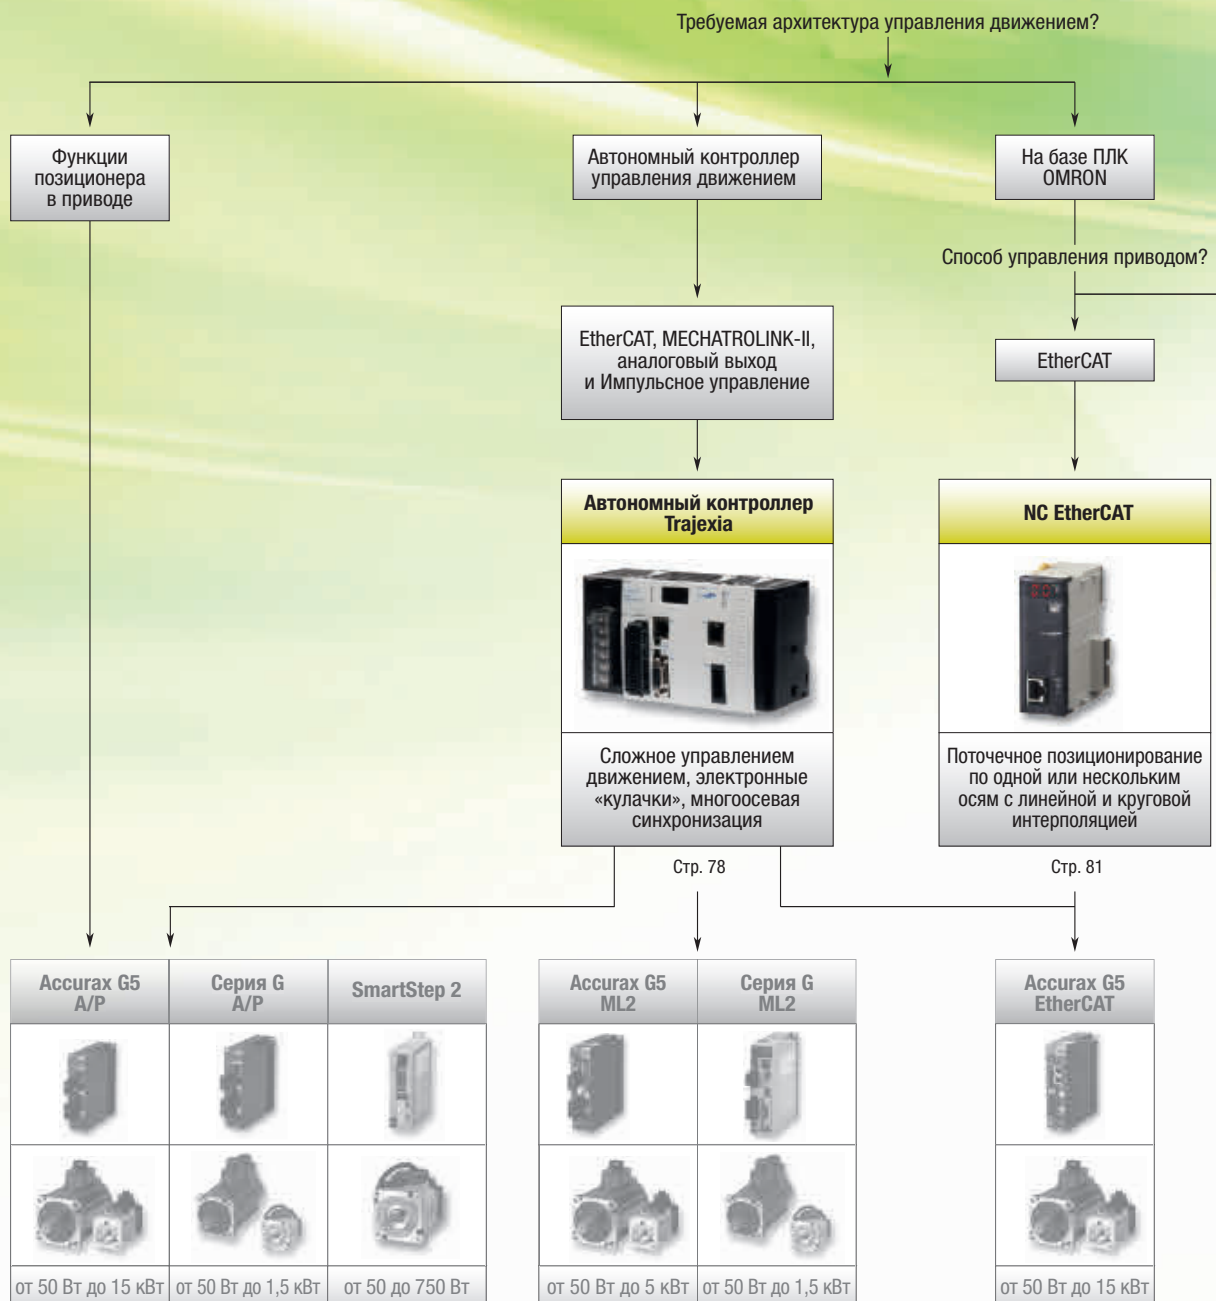 Требуемая архитектура управления движением?
Функции
позиционера
в приводе
Автономный контроллер
управления движением
На базе ПЛК
OMRON
Способ управления приводом?
EtherCAT, MECHATROLINK-II,
аналоговый выход
и Импульсное управление
EtherCAT
Автономный контроллер
Trajexia
NC EtherCAT
Сложное управлением
движением, электронные
«кулачки», многоосевая
синхронизация
Поточечное позиционирование
по одной или нескольким
осям с линейной и круговой
интерполяцией
Стр. 78
Стр. 81
Accurax G5
A/P
Серия G
A/P
SmartStep 2
Accurax G5
ML2
Серия G
ML2
Accurax G5
EtherCAT
от 50 Вт до 15 кВт
от 50 Вт до 1,5 кВт
от 50 до 750 Вт
от 50 Вт до 5 кВт
от 50 Вт до 1,5 кВт
от 50 Вт до 15 кВт